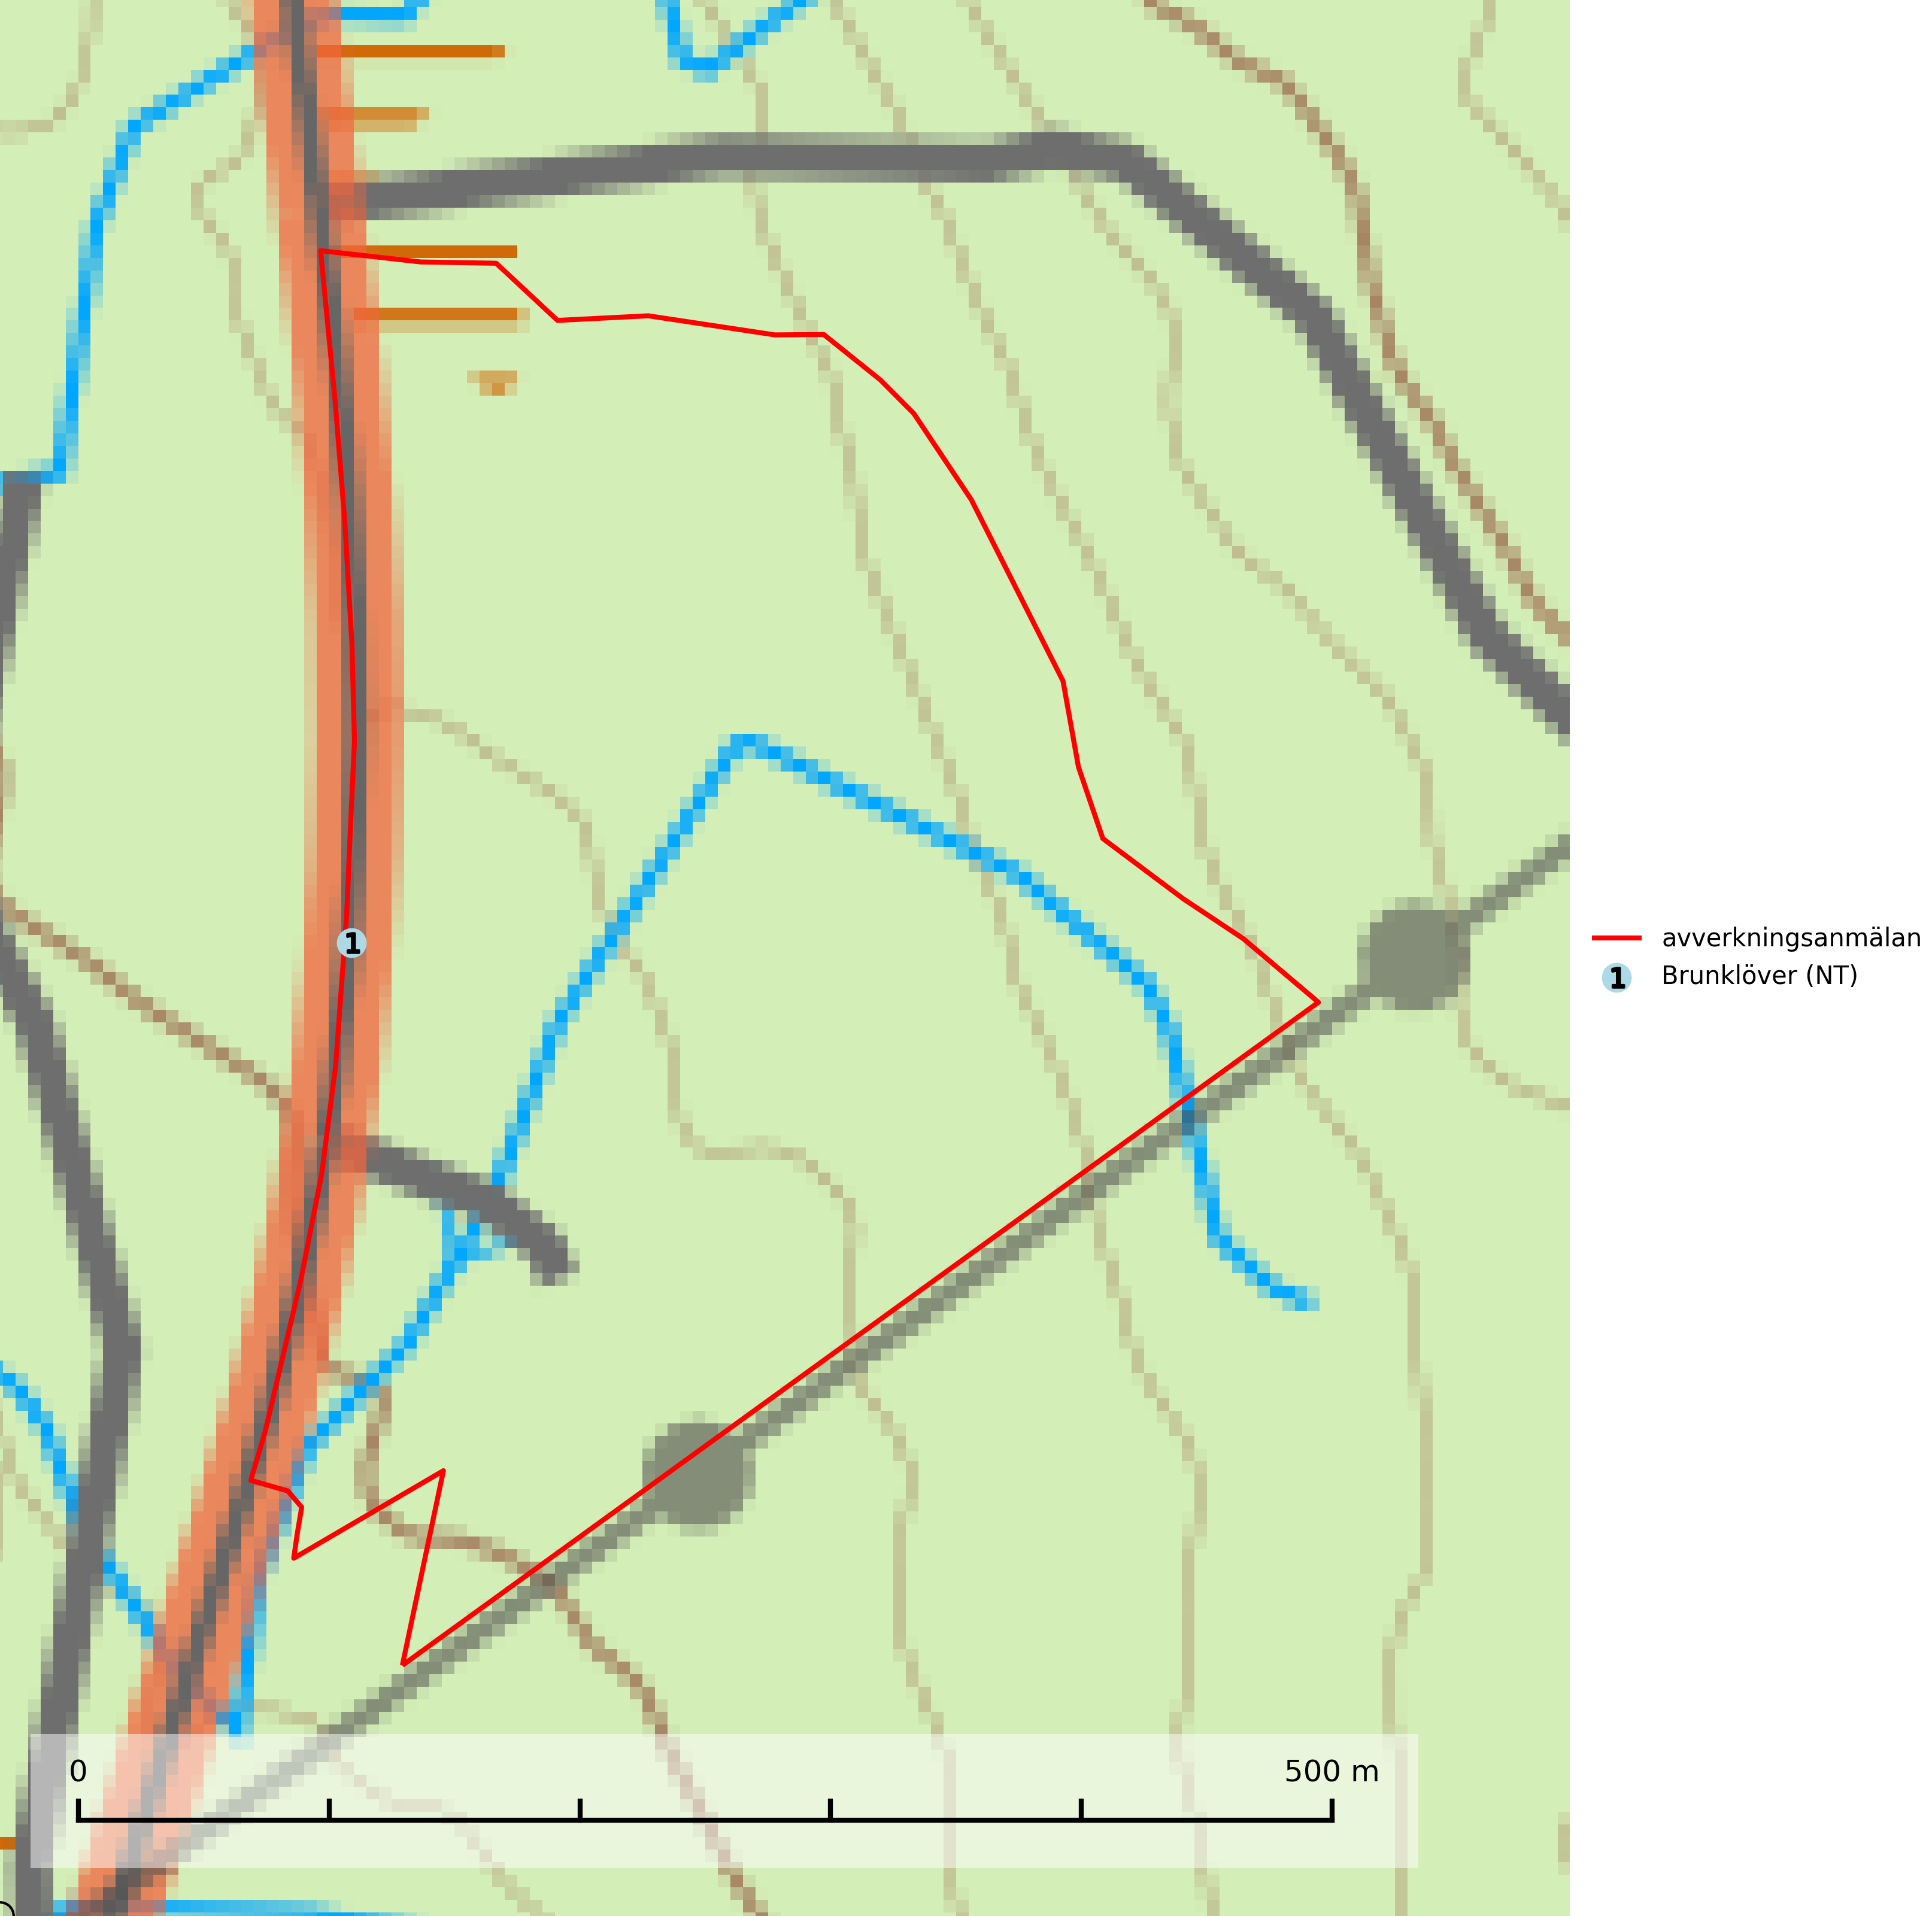 1
avverkningsanmälan
1 Brunklöver (NT)
0 500 m